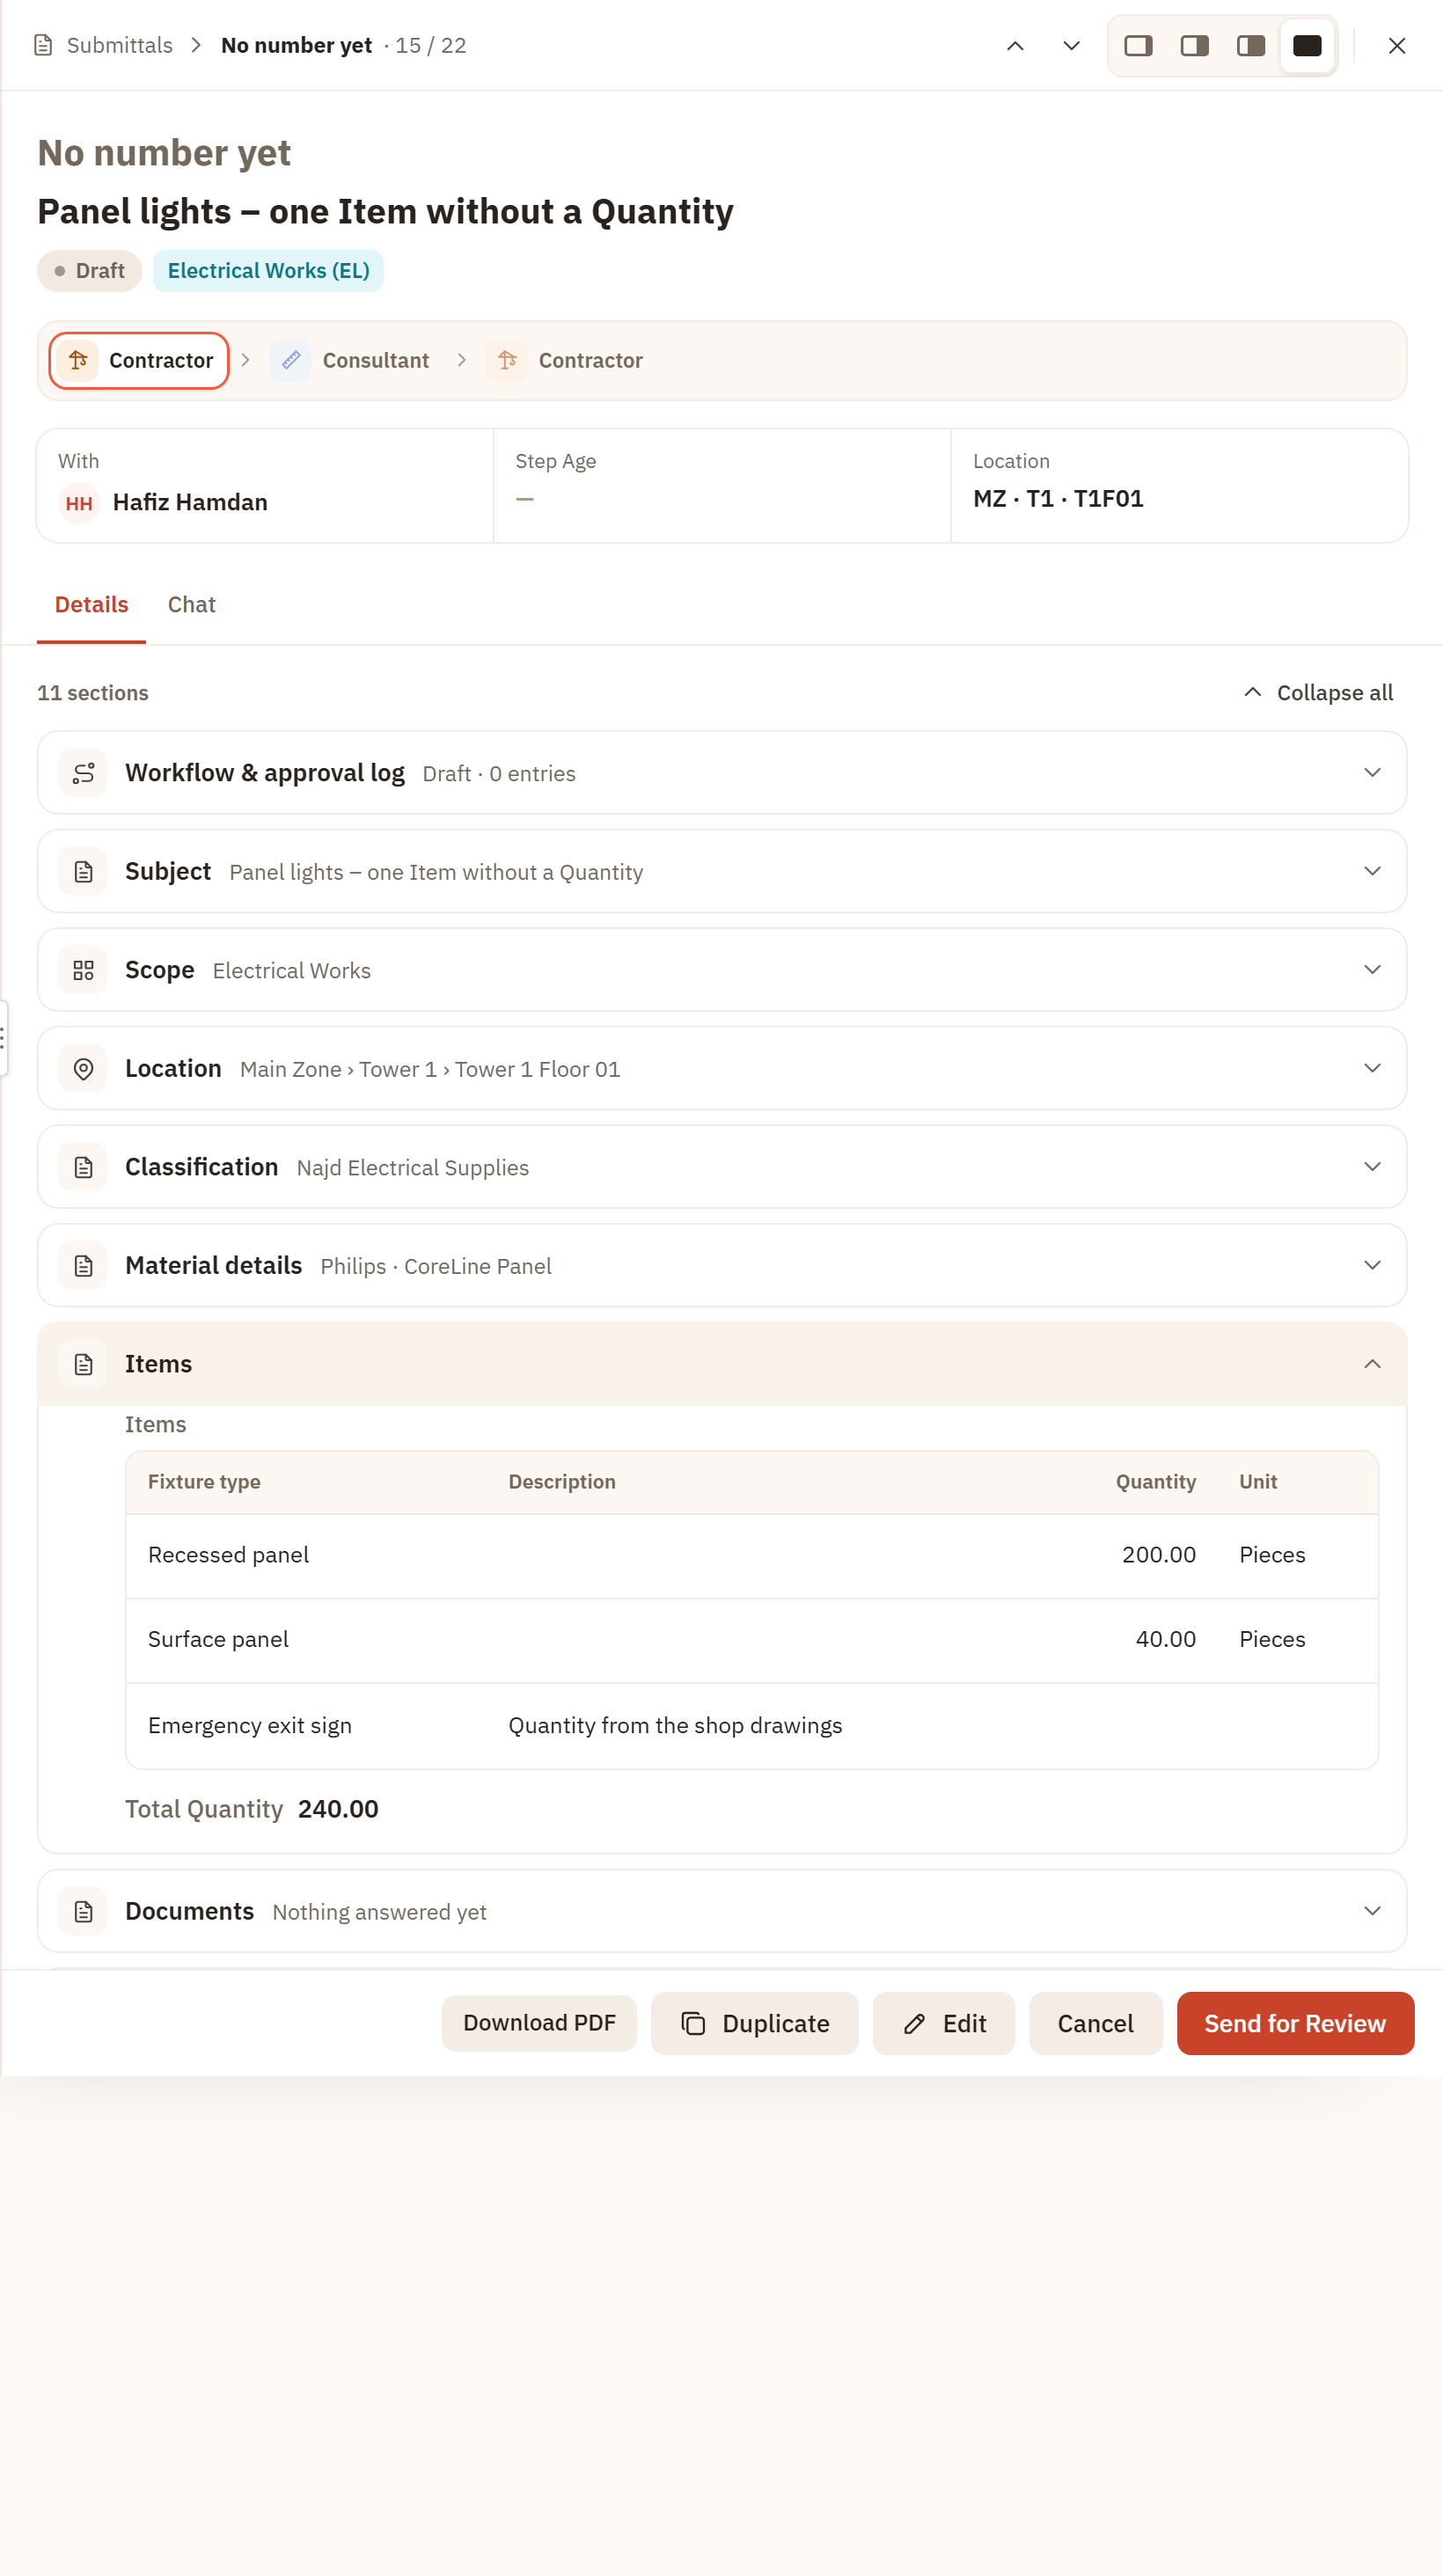 Submittals > No number yet · 15 / 22
No number yet
Panel lights – one Item without a Quantity
Draft Electrical Works (EL)
Contractor > Consultant > Contractor
With Step Age Location
HH Hafiz Hamdan — MZ · T1 · T1F01
Details Chat
11 sections Collapse all
Workflow & approval log Draft · 0 entries
Subject Panel lights – one Item without a Quantity
Scope Electrical Works
Location Main Zone › Tower 1 › Tower 1 Floor 01
Classification Najd Electrical Supplies
Material details Philips · CoreLine Panel
Items
Items
Fixture type Description Quantity Unit
Recessed panel 200.00 Pieces
Surface panel 40.00 Pieces
Emergency exit sign Quantity from the shop drawings
Total Quantity 240.00
Documents Nothing answered yet
Download PDF Duplicate Edit Cancel Send for Review